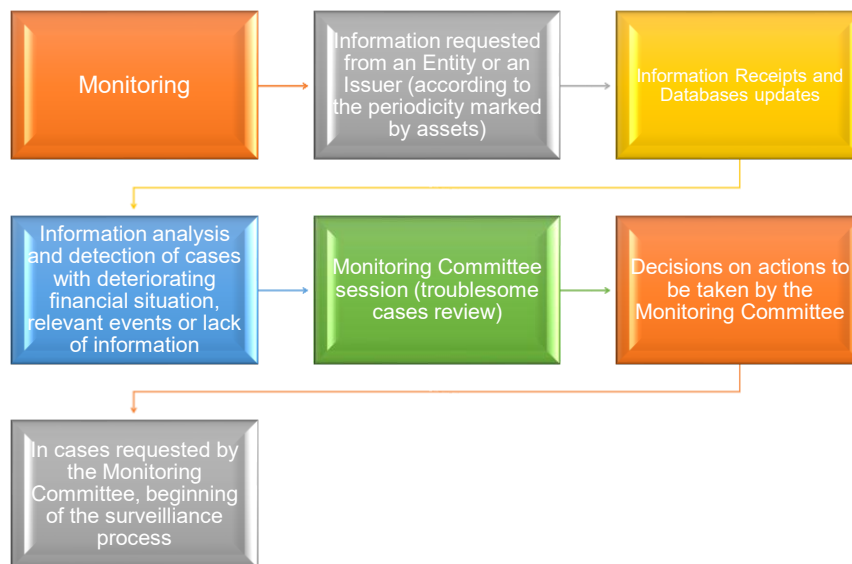 Monitoring
Information requested
from an Entity or an
Issuer (according to
the periodicity marked
by assets)
Information Receipts and
Databases updates
Information analysis
and detection of cases
with deteriorating
financial situation,
relevant events or lack
of information
Monitoring Committee
session (troublesome
cases review)
Decisions on actions to
be taken by the
Monitoring Committee
In cases requested by
the Monitoring
Committee, beginning
of the surveilliance
process